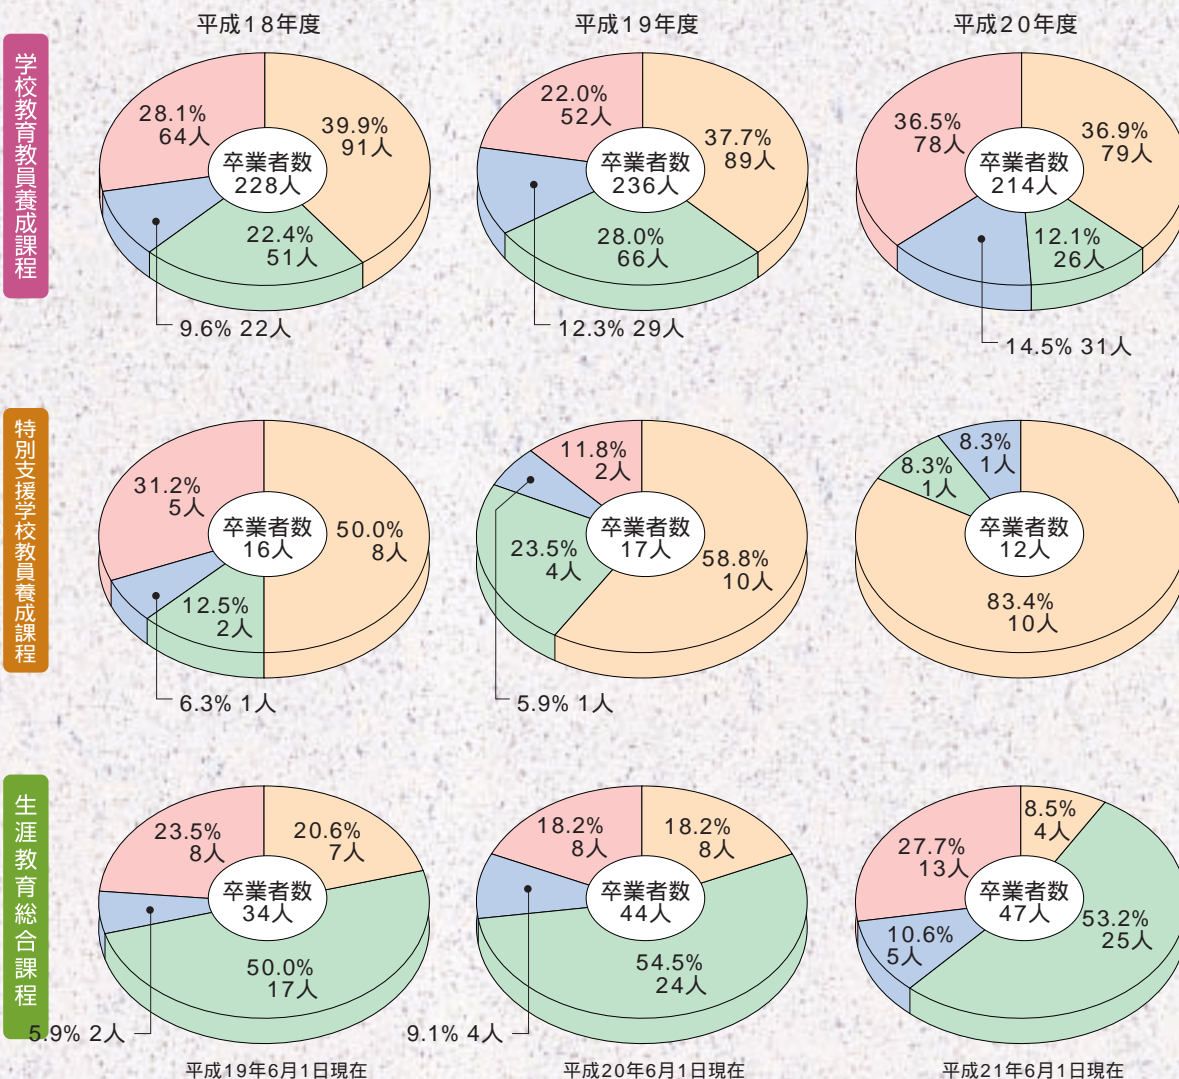 平成18年度
平成19年度
平成20年度
学校教育教員養成課程
28.1%
64人
39.9%
91人
卒業者数
228人
22.4%
51人
9.6% 22人
22.0%
52人
37.7%
89人
卒業者数
236人
28.0%
66人
12.3% 29人
36.5%
78人
36.9%
79人
卒業者数
214人
12.1%
26人
14.5% 31人
特別支援学校教員養成課程
31.2%
5人
50.0%
8人
卒業者数
16人
12.5%
2人
6.3% 1人
11.8%
2人
卒業者数
17人
23.5%
4人
58.8%
10人
5.9% 1人
8.3%
1人
8.3%
1人
卒業者数
12人
83.4%
10人
生涯教育総合課程
23.5%
8人
20.6%
7人
卒業者数
34人
50.0%
17人
5.9% 2人
18.2%
8人
18.2%
8人
卒業者数
44人
54.5%
24人
9.1% 4人
8.5%
4人
27.7%
13人
卒業者数
47人
53.2%
25人
10.6%
5人
平成19年6月1日現在
平成20年6月1日現在
平成21年6月1日現在